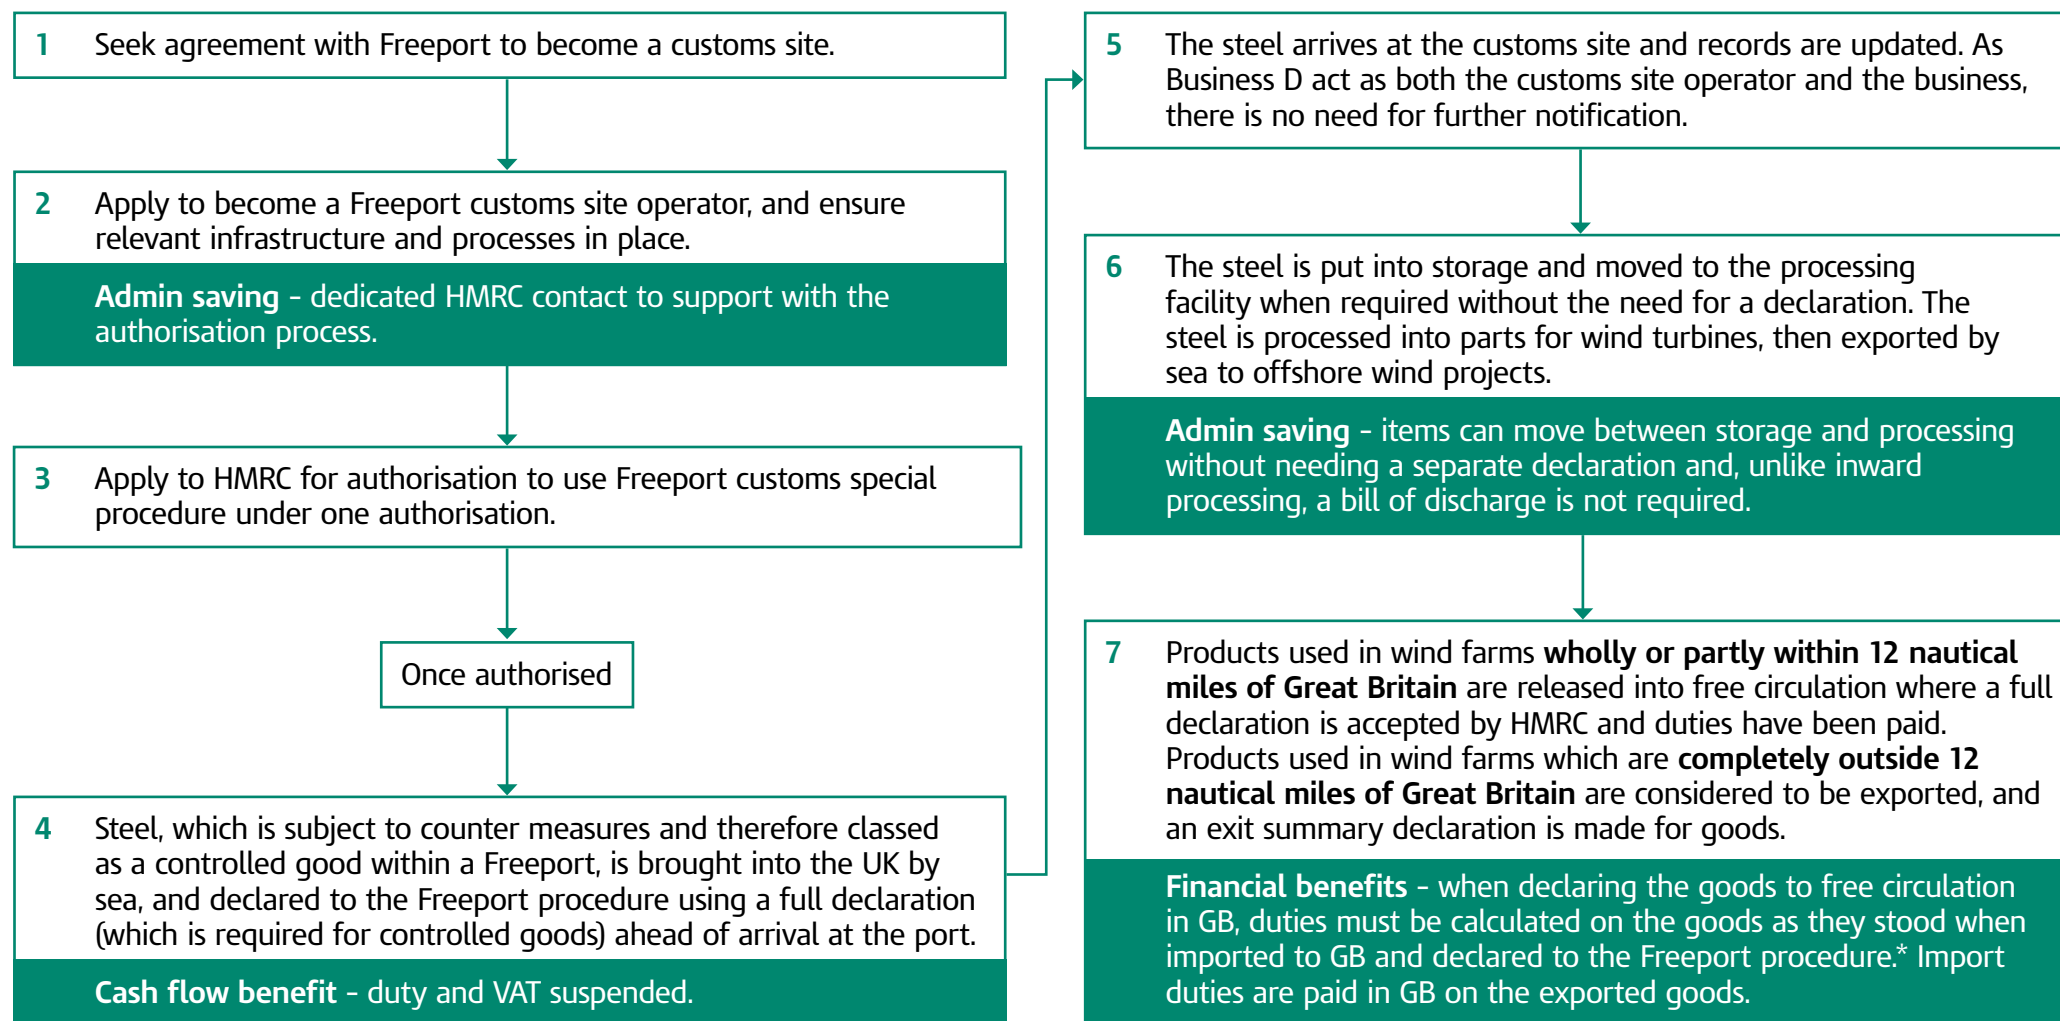 1 Seek agreement with Freeport to become a customs site.
2 Apply to become a Freeport customs site operator, and ensure
relevant infrastructure and processes in place.
Admin saving – dedicated HMRC contact to support with the
authorisation process.
3 Apply to HMRC for authorisation to use Freeport customs special
procedure under one authorisation.
Once authorised
4 Steel, which is subject to counter measures and therefore classed
as a controlled good within a Freeport, is brought into the UK by
sea, and declared to the Freeport procedure using a full declaration
(which is required for controlled goods) ahead of arrival at the port.
Cash flow benefit – duty and VAT suspended.
5 The steel arrives at the customs site and records are updated. As
Business D act as both the customs site operator and the business,
there is no need for further notification.
6 The steel is put into storage and moved to the processing
facility when required without the need for a declaration. The
steel is processed into parts for wind turbines, then exported by
sea to offshore wind projects.
Admin saving – items can move between storage and processing
without needing a separate declaration and, unlike inward
processing, a bill of discharge is not required.
7 Products used in wind farms wholly or partly within 12 nautical
miles of Great Britain are released into free circulation where a full
declaration is accepted by HMRC and duties have been paid.
Products used in wind farms which are completely outside 12
nautical miles of Great Britain are considered to be exported, and
an exit summary declaration is made for goods.
Financial benefits – when declaring the goods to free circulation
in GB, duties must be calculated on the goods as they stood when
imported to GB and declared to the Freeport procedure.* Import
duties are paid in GB on the exported goods.